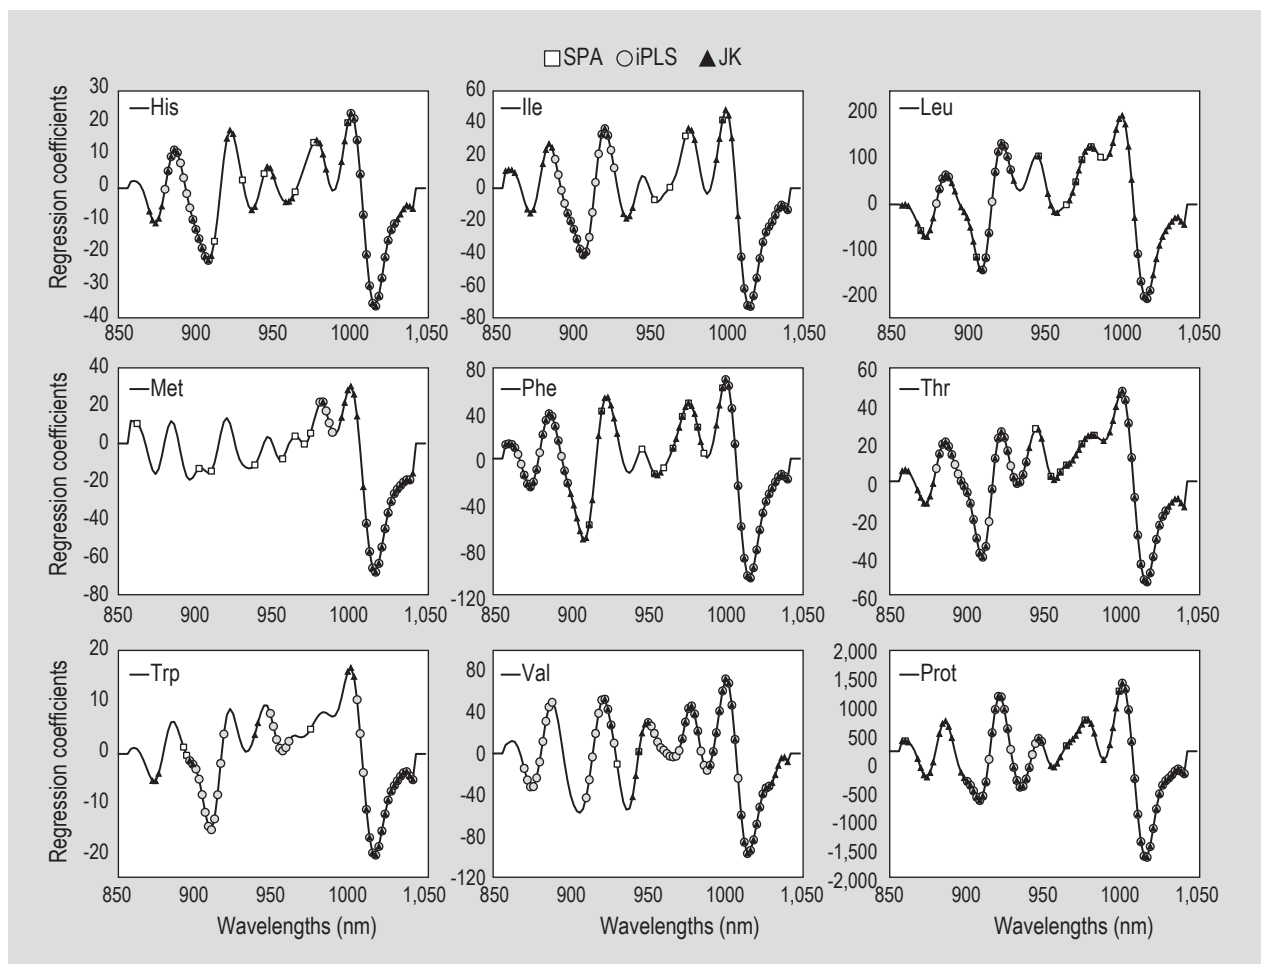 SPA iPLS JK
Regression coefficients
30
20
10
0
-10
-20
-30
-40
His
850 900 950 1000 1,050
60
40
20
0
-20
-40
-60
-80
Ile
850 900 950 1000 1,050
200
100
0
-100
-200
Leu
850 900 950 1000 1,050
Regression coefficients
40
20
0
-20
-40
-60
-80
Met
850 900 950 1000 1,050
80
40
0
-40
-80
-120
Phe
850 900 950 1000 1,050
60
40
20
0
-20
-40
-60
Thr
850 900 950 1000 1,050
Regression coefficients
20
10
0
-10
-20
Trp
850 900 950 1000 1,050
Wavelengths (nm)
80
40
0
-40
-80
-120
Val
850 900 950 1000 1,050
Wavelengths (nm)
2,000
1,500
1000
500
0
-500
-1000
-1,500
-2,000
Prot
850 900 950 1000 1,050
Wavelengths (nm)